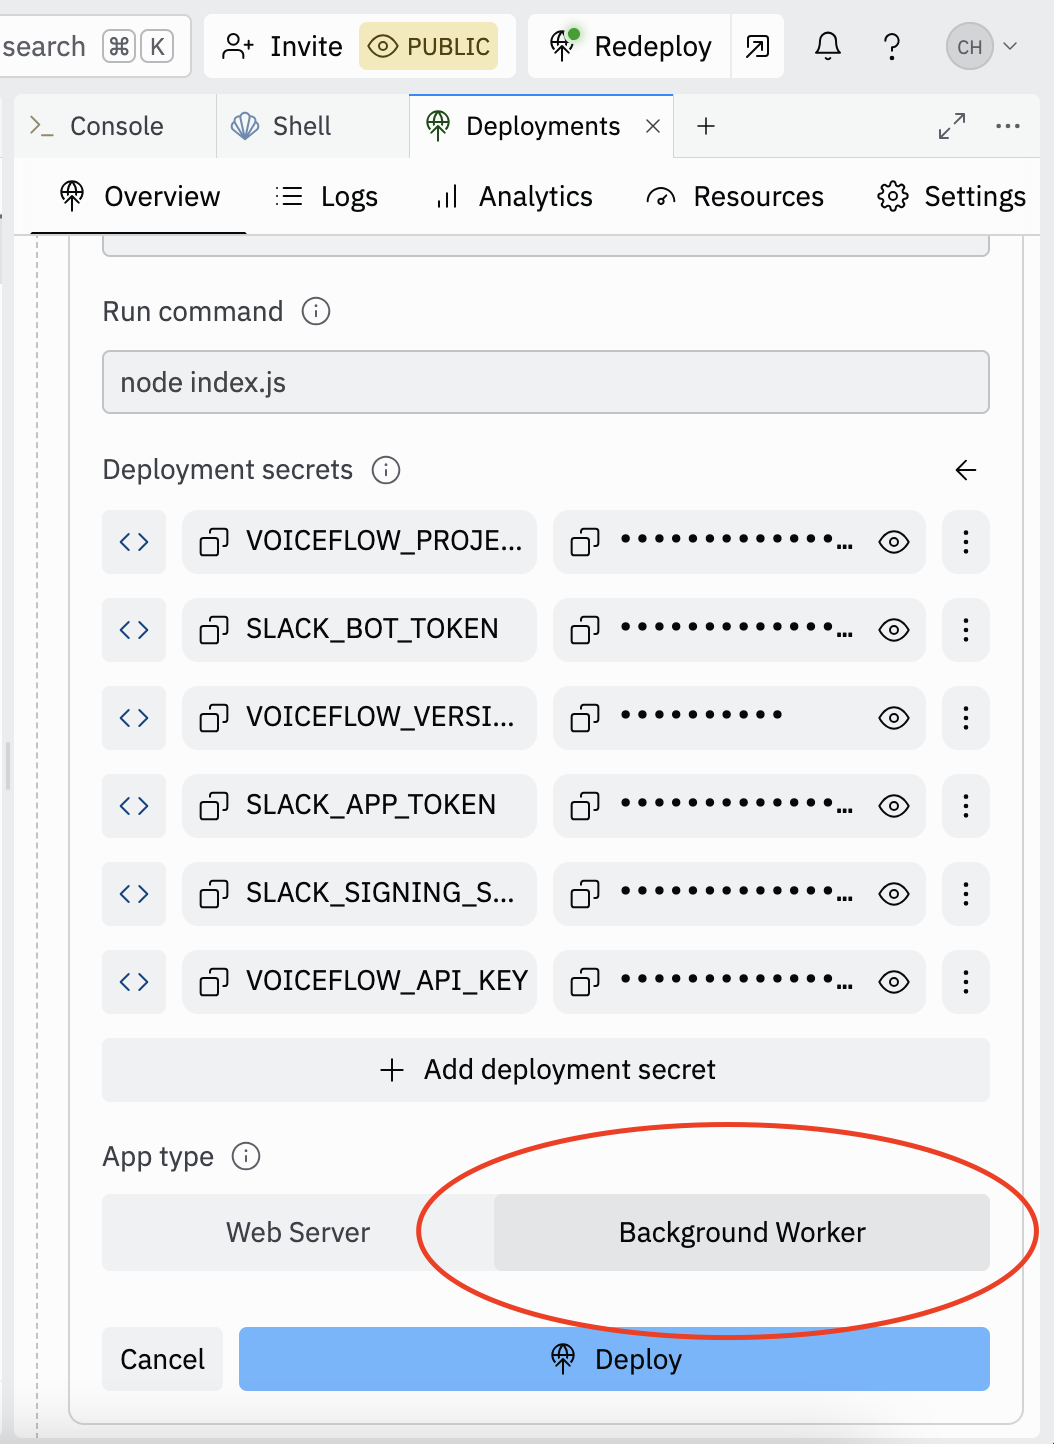 search ⌘ K Invite PUBLIC Redeploy CH
Console Shell Deployments
Overview Logs Analytics Resources Settings
Run command
node index.js
Deployment secrets
VOICEFLOW_PROJE...
SLACK_BOT_TOKEN
VOICEFLOW_VERSI...
SLACK_APP_TOKEN
SLACK_SIGNING_S...
VOICEFLOW_API_KEY
Add deployment secret
App type
Web Server Background Worker
Cancel Deploy